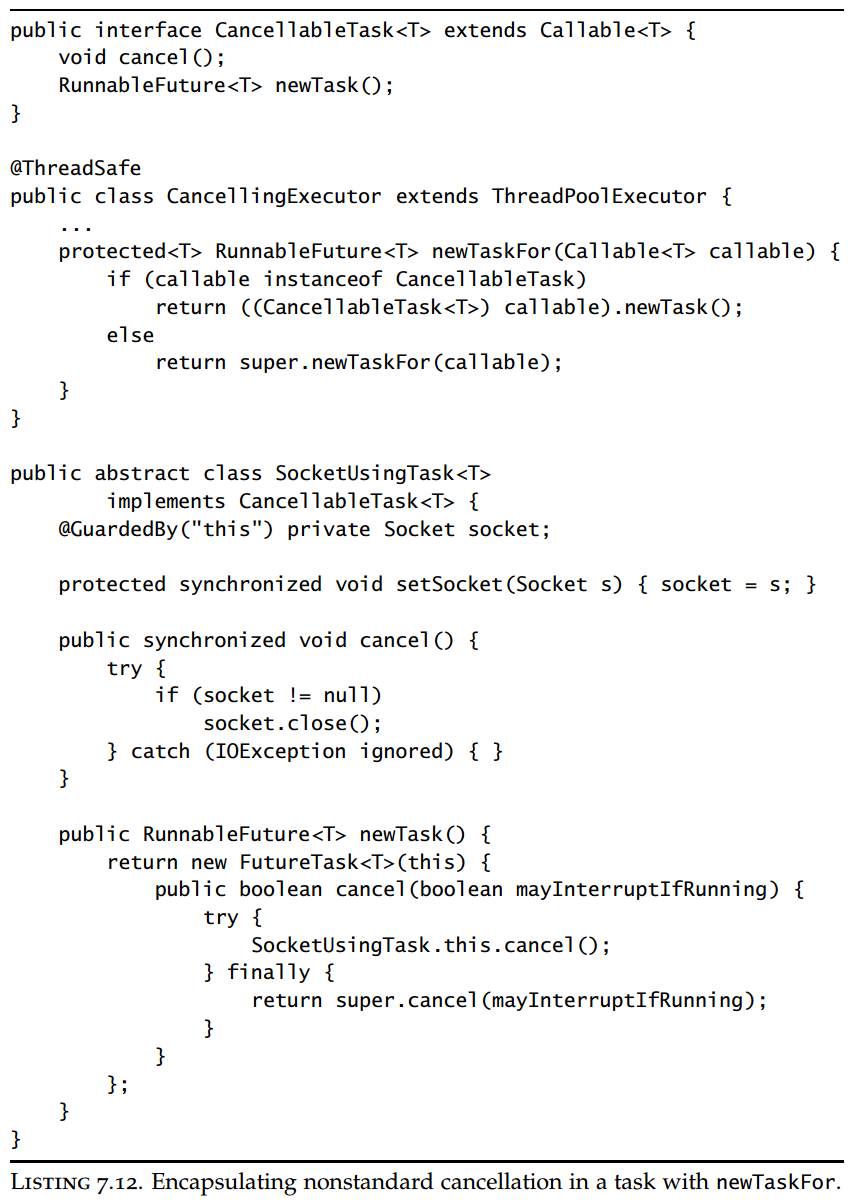 public interface CancellableTask<T> extends Callable<T> {
    void cancel();
    RunnableFuture<T> newTask();
}

@ThreadSafe
public class CancellingExecutor extends ThreadPoolExecutor {
    ...
    protected<T> RunnableFuture<T> newTaskFor(Callable<T> callable) {
        if (callable instanceof CancellableTask)
            return ((CancellableTask<T>) callable).newTask();
        else
            return super.newTaskFor(callable);
    }
}

public abstract class SocketUsingTask<T>
        implements CancellableTask<T> {
    @GuardedBy("this") private Socket socket;

    protected synchronized void setSocket(Socket s) { socket = s; }

    public synchronized void cancel() {
        try {
            if (socket != null)
                socket.close();
        } catch (IOException ignored) { }
    }

    public RunnableFuture<T> newTask() {
        return new FutureTask<T>(this) {
            public boolean cancel(boolean mayInterruptIfRunning) {
                try {
                    SocketUsingTask.this.cancel();
                } finally {
                    return super.cancel(mayInterruptIfRunning);
                }
            }
        };
    }
}
LISTING 7.12. Encapsulating nonstandard cancellation in a task with newTaskFor.